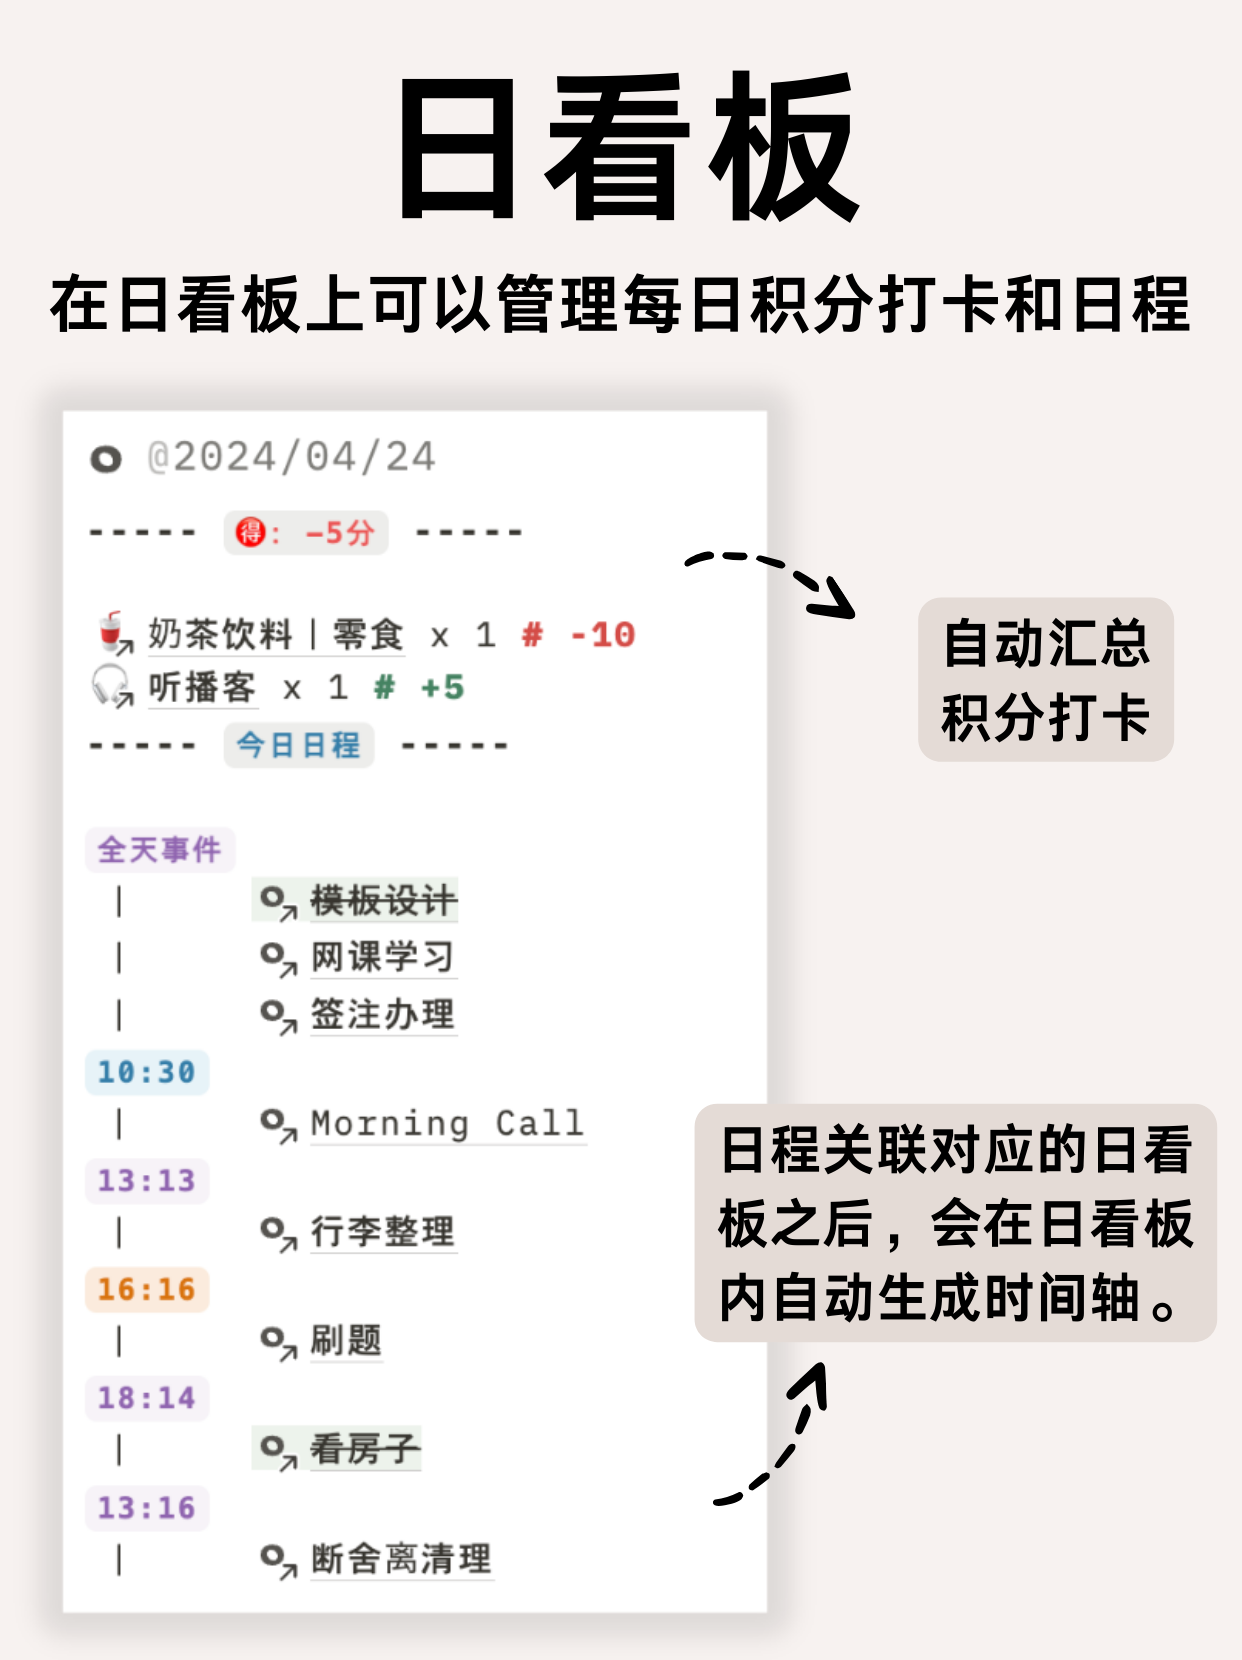 日看板
在日看板上可以管理每日积分打卡和日程
@2024/04/24
----- 得: -5分 -----
奶茶饮料 | 零食 x 1 # -10
听播客 x 1 # +5
----- 今日日程 -----
自动汇总
积分打卡
全天事件
| 模板设计
| 网课学习
| 签注办理
10:30
| Morning Call
13:13
| 行李整理
16:16
| 刷题
18:14
| 看房子
13:16
| 断舍离清理
日程关联对应的日看
板之后，会在日看板
内自动生成时间轴。